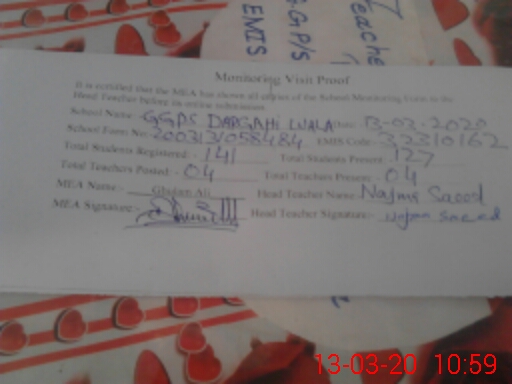 Teacher
GGP/S
EMIS
Monitoring Visit Proof
It is certified that the MEA has shown all copies of the School Monitoring Form to the
Head Teacher before its online submission.
School Name:- GGPS DARGAHI WALA Date: 13-03-2020
School Form No:- 2003131058484 EMIS Code:- 32310162
Total Students Registered:- 141 Total Students Present:- 127
Total Teachers Posted:- 04 Total Teachers Present:- 04
MEA Name:- Ghulam Ali Head Teacher Name:- Najma Saeed
MEA Signature:- Head Teacher Signature:- Najma Saeed
13-03-20 10:59